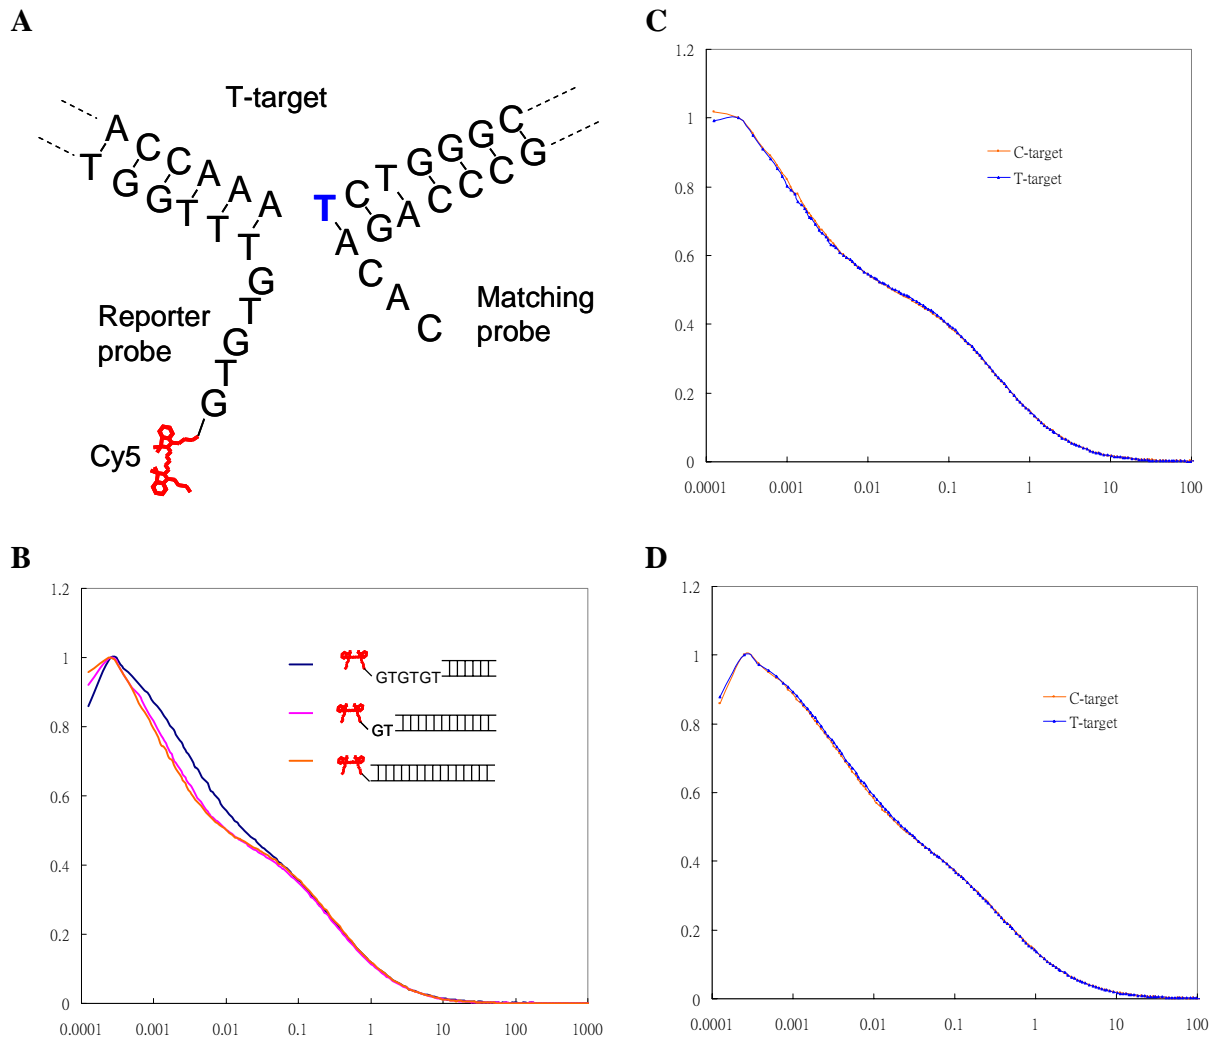 A
T-target
A C C A A A
T G G T T T G T G T G
T C T G G G C
A G A C C C G
C A C
Reporter
probe
Matching
probe
Cy5
B
1.2
1
0.8
0.6
0.4
0.2
0
0.0001 0.001 0.01 0.1 1 10 100 1000
GTGTGT
GT
C
1.2
1
0.8
0.6
0.4
0.2
0
0.0001 0.001 0.01 0.1 1 10 100
C-target
T-target
D
1.2
1
0.8
0.6
0.4
0.2
0
0.0001 0.001 0.01 0.1 1 10 100
C-target
T-target